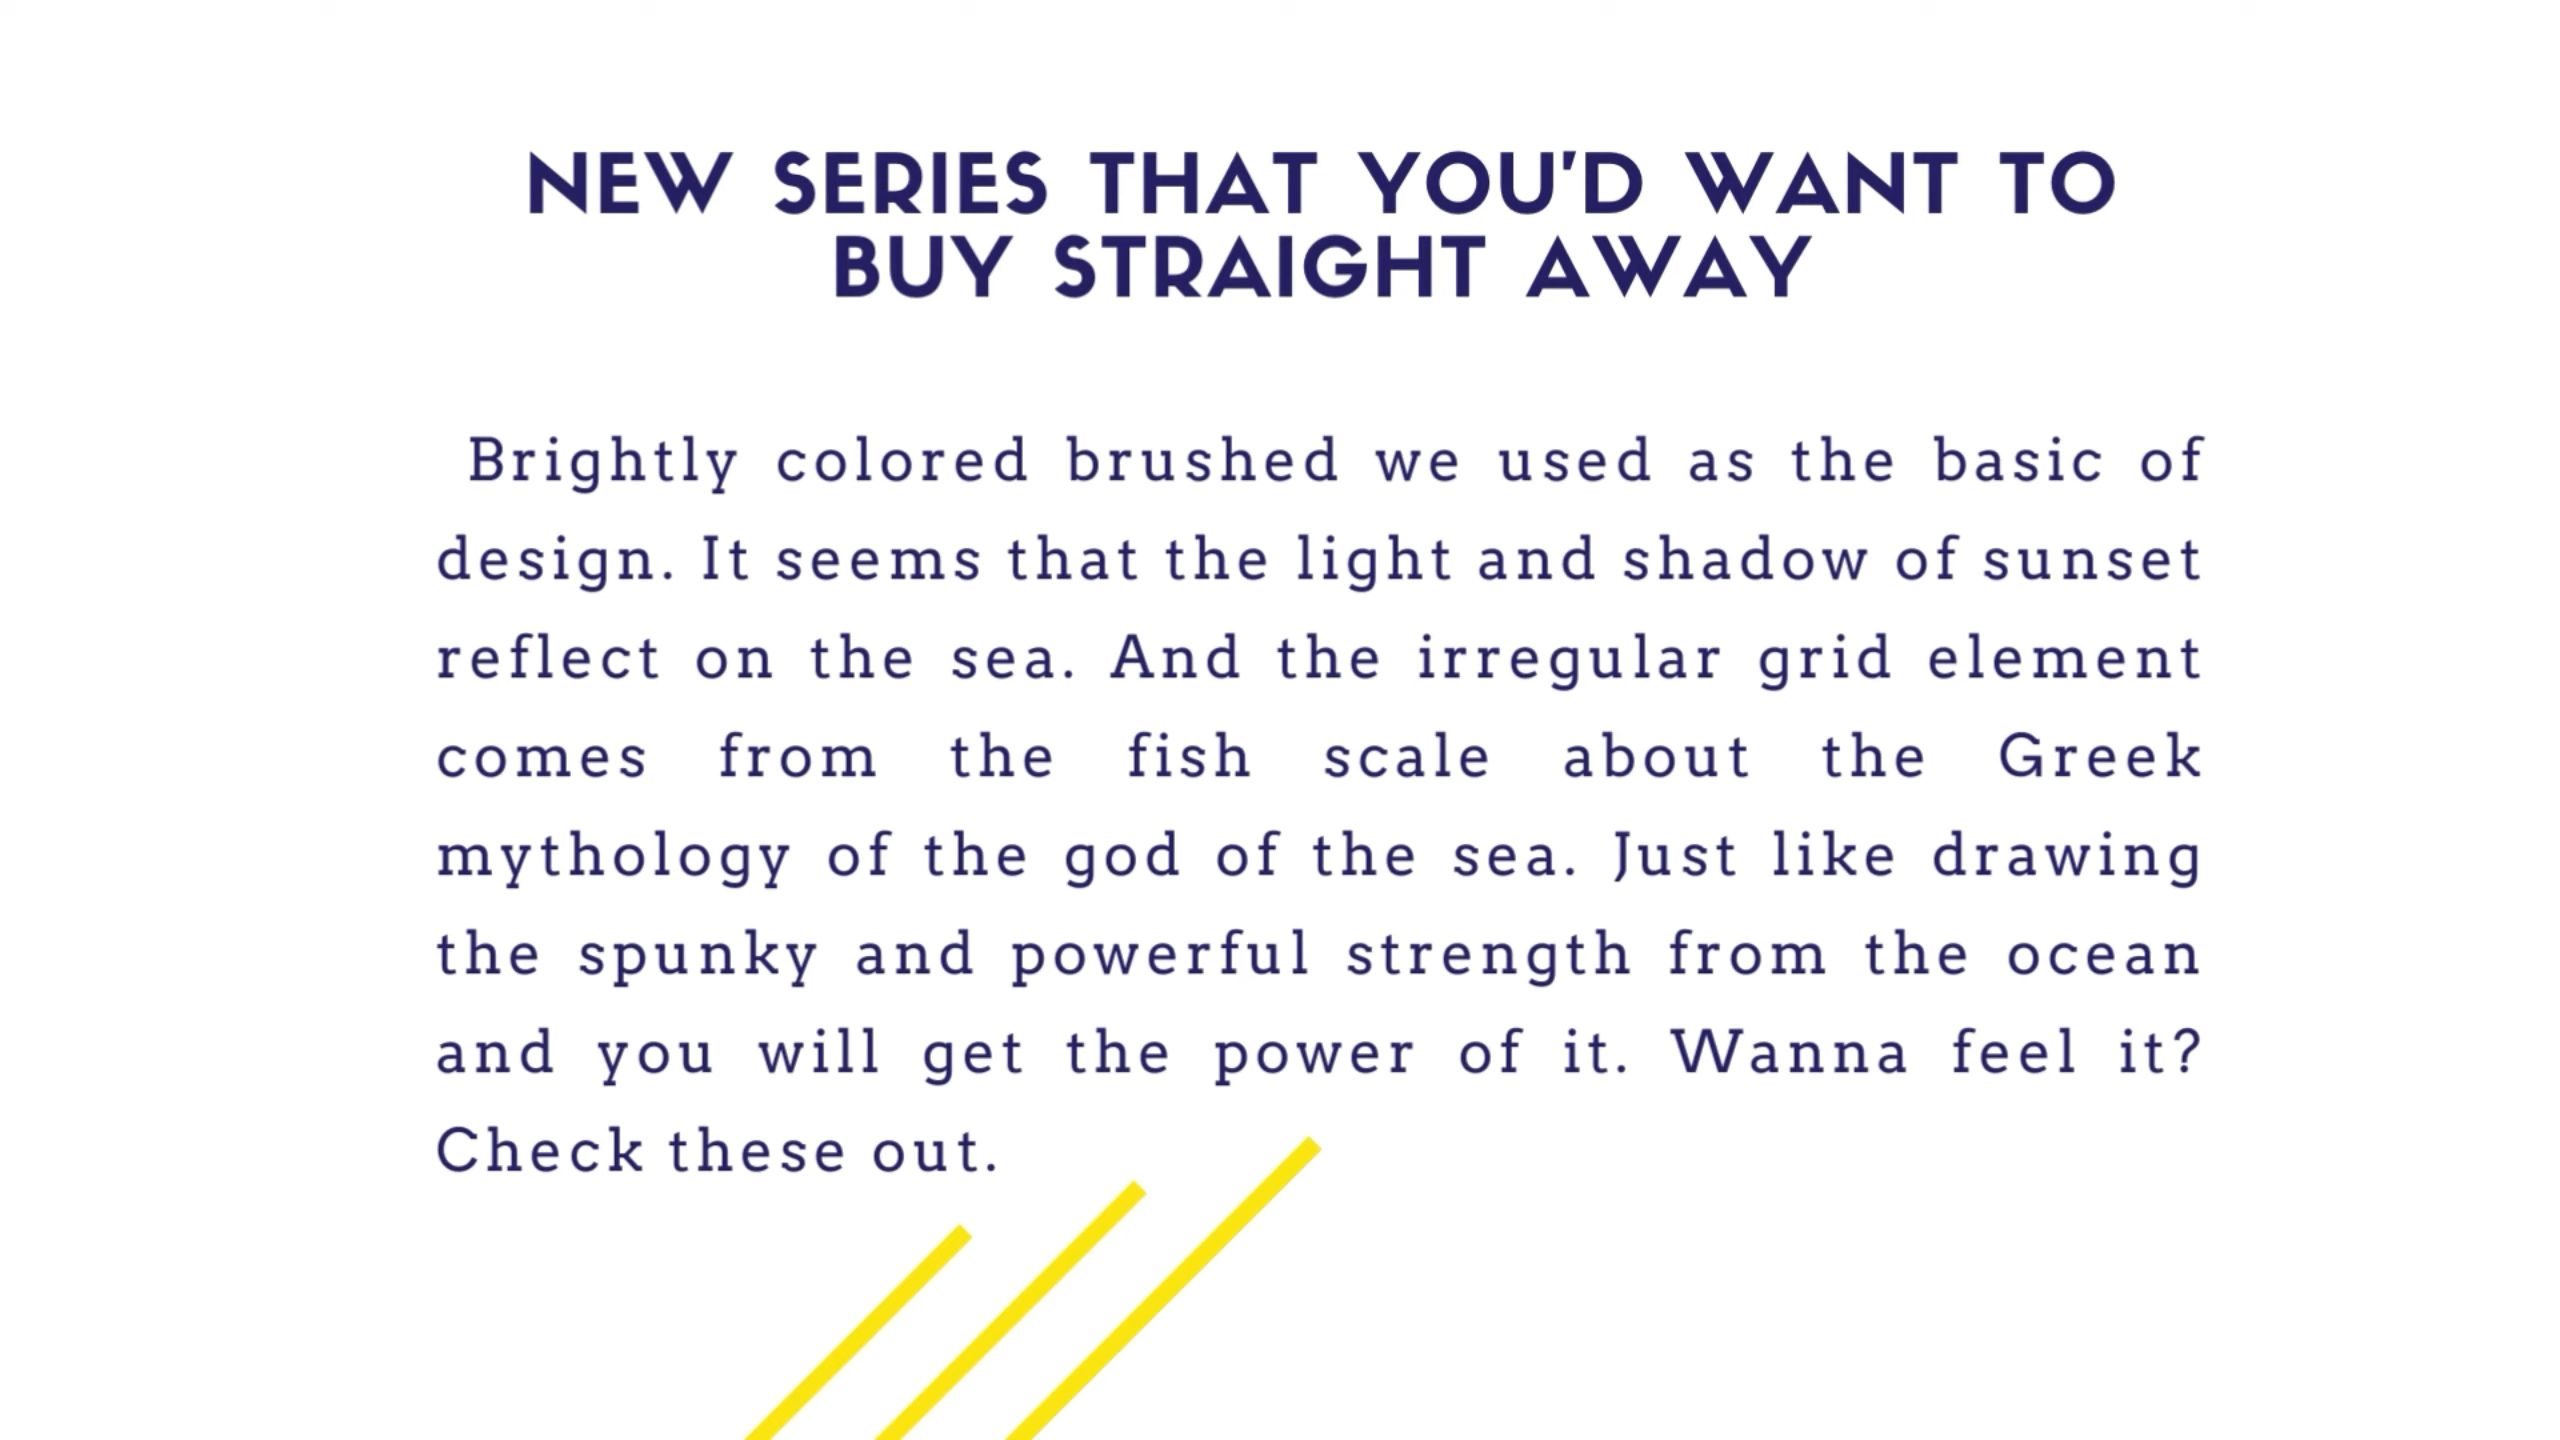 NEW SERIES THAT YOU'D WANT TO
BUY STRAIGHT AWAY
Brightly colored brushed we used as the basic of
design. It seems that the light and shadow of sunset
reflect on the sea. And the irregular grid element
comes from the fish scale about the Greek
mythology of the god of the sea. Just like drawing
the spunky and powerful strength from the ocean
and you will get the power of it. Wanna feel it?
Check these out.